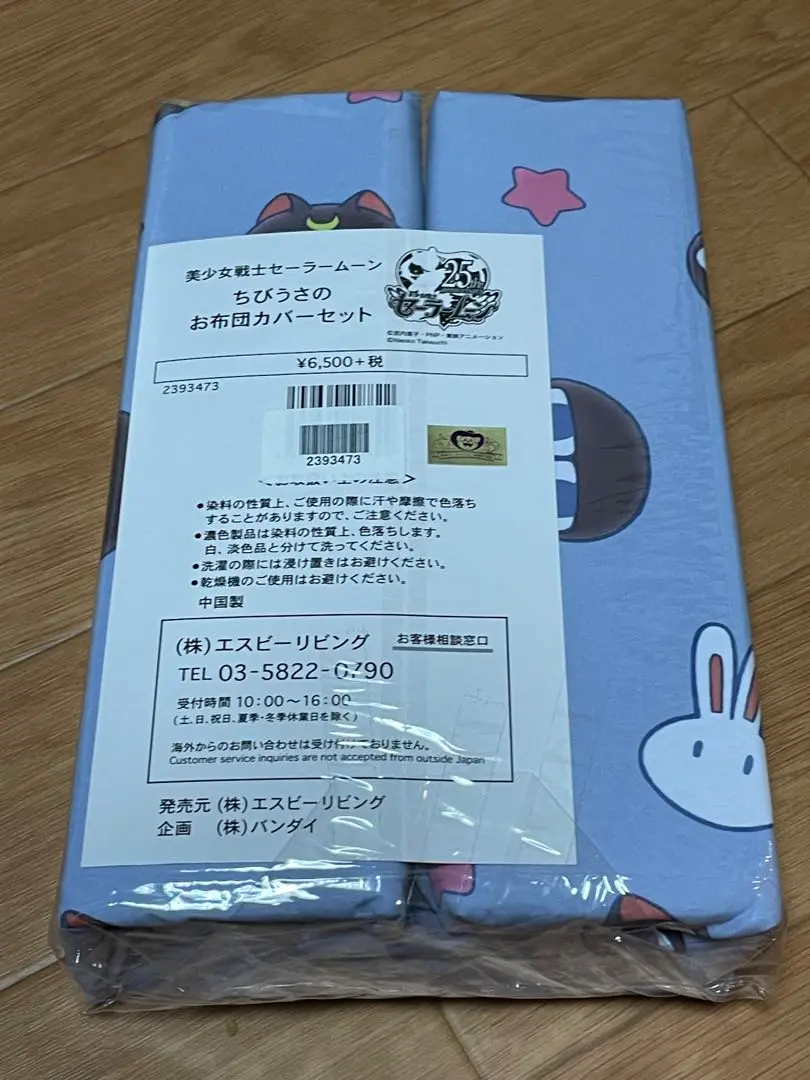 美少女戦士セーラームーン
ちびうさの
お布団カバーセット
25th
セーラームーン
©武内直子・PNP・東映アニメーション
©Naoko Takeuchi
¥6,500+税
2393473
2393473
●染料の性質上、ご使用の際に汗や摩擦で色落ち
することがありますので、ご注意ください。
●濃色製品は染料の性質上、色落ちします。
白、淡色品と分けて洗ってください。
●洗濯の際には浸け置きはお避けください。
●乾燥機のご使用はお避けください。
中国製
(株)エスビーリビング お客様相談窓口
TEL 03-5822-0790
受付時間 10:00~16:00
(土、日、祝日、夏季・冬季休業日を除く)
海外からのお問い合わせは受け付けておりません。
Customer service inquiries are not accepted from outside Japan
発売元 (株)エスビーリビング
企画 (株)バンダイ